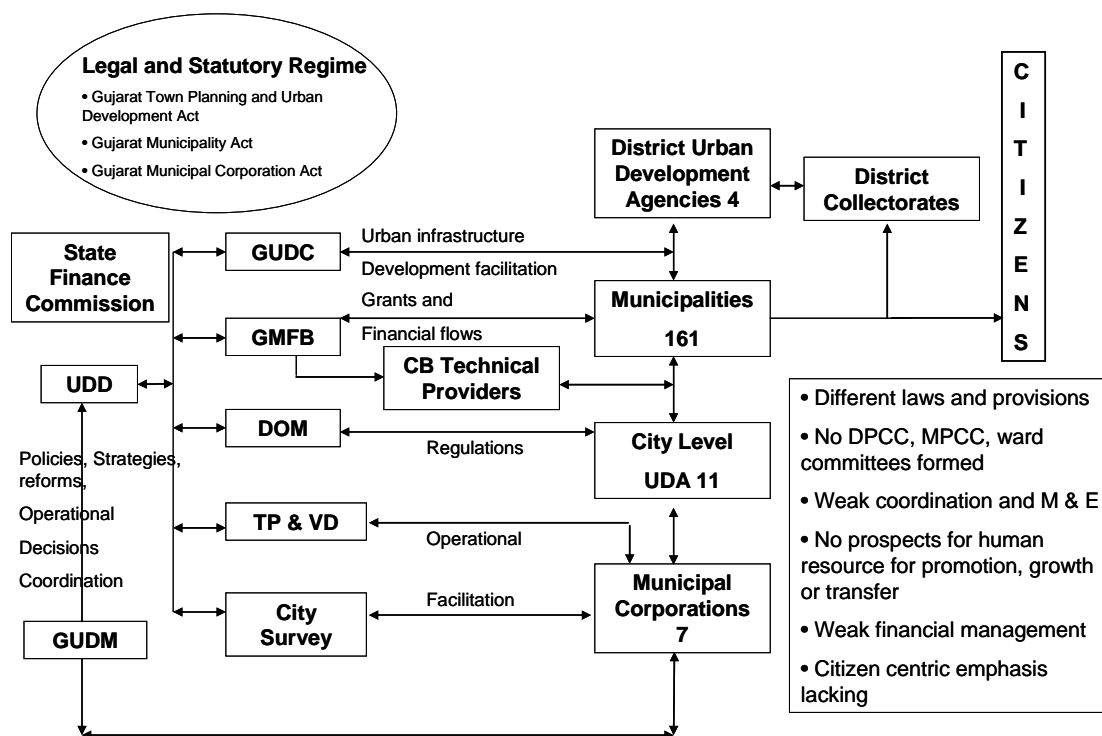 Legal and Statutory Regime
• Gujarat Town Planning and Urban
Development Act
• Gujarat Municipality Act
• Gujarat Municipal Corporation Act
State
Finance
Commission
UDD
Policies, Strategies,
reforms,
Operational
Decisions
Coordination
GUDM
GUDC
Urban infrastructure
Development facilitation
GMFB
Grants and
Financial flows
CB Technical
Providers
DOM
Regulations
TP & VD
Operational
City
Survey
Facilitation
District Urban
Development
Agencies 4
District
Collectorates
Municipalities
161
City Level
UDA 11
Municipal
Corporations
7
C
I
T
I
Z
E
N
S
• Different laws and provisions
• No DPCC, MPCC, ward
committees formed
• Weak coordination and M & E
• No prospects for human
resource for promotion, growth
or transfer
• Weak financial management
• Citizen centric emphasis
lacking